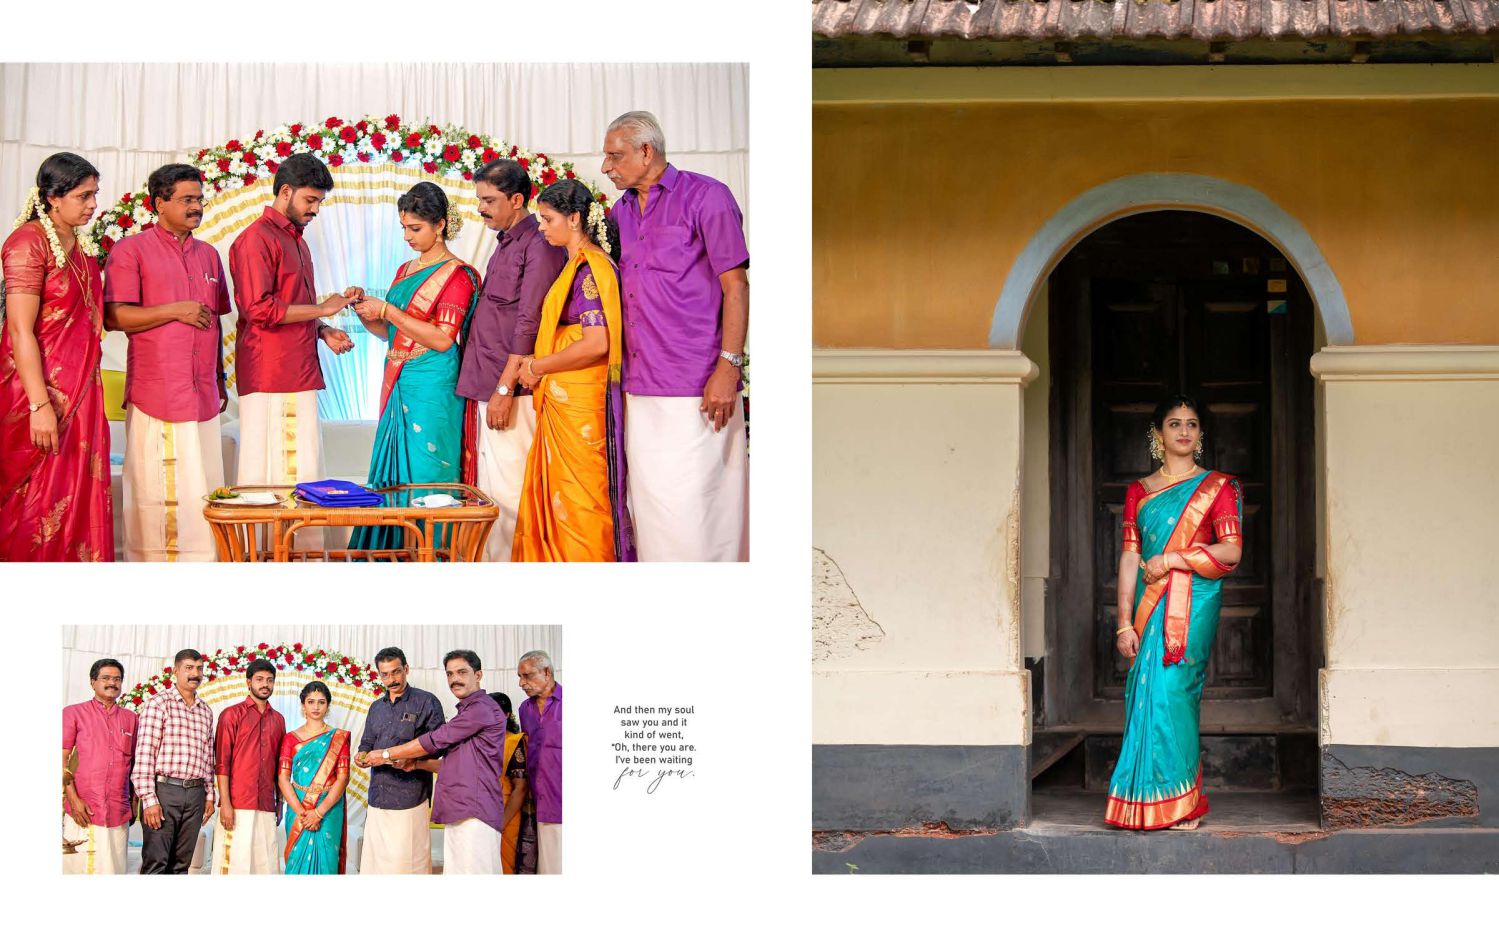 And then my soul
saw you and it
kind of went,
“Oh, there you are.
I've been waiting
for you.